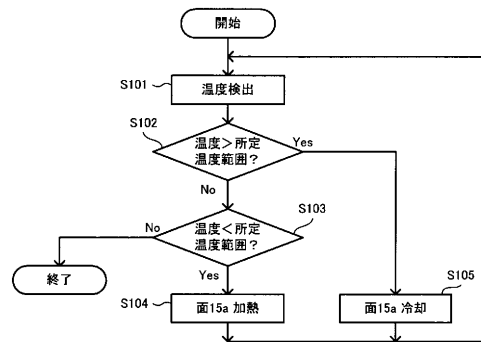 開始
S101
温度検出
S102
温度＞所定
温度範囲？
Yes
No
S103
温度＜所定
温度範囲？
No
Yes
終了
S104
面15a 加熱
S105
面15a 冷却